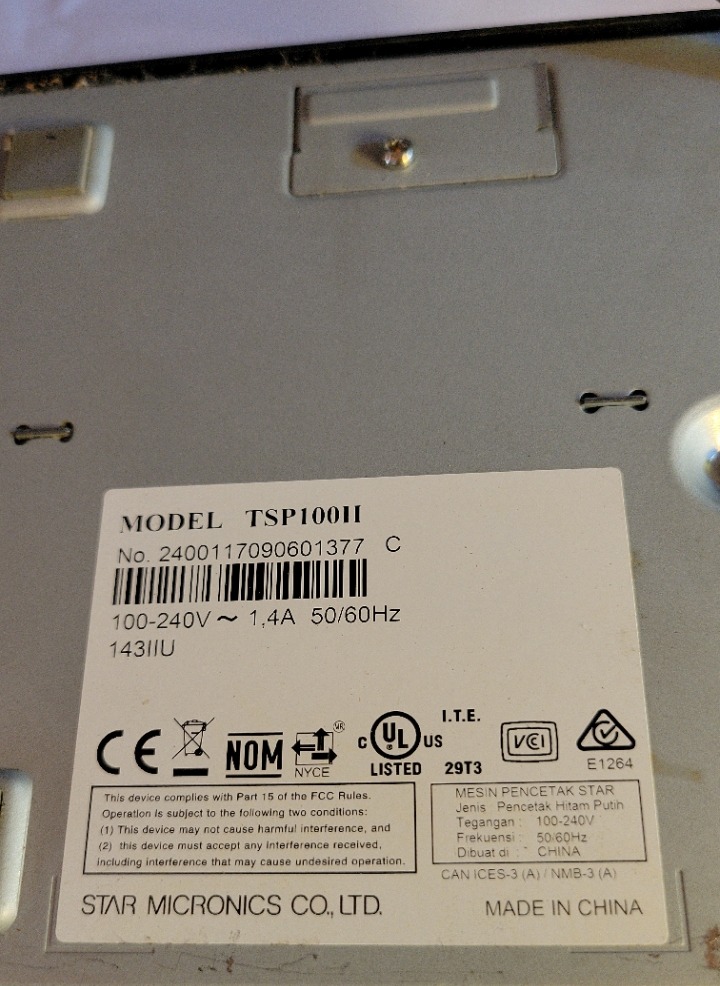 MODEL TSP100II
No. 2400117090601377 C
100-240V ~ 1,4A 50/60Hz
143IIU
CE
NOM
NYCE
WR
C UL US
LISTED
I.T.E.
29T3
VCI
E1264
This device complies with Part 15 of the FCC Rules.
Operation is subject to the following two conditions:
(1) This device may not cause harmful interference, and
(2) this device must accept any interference received,
including interference that may cause undesired operation.
MESIN PENCETAK STAR
Jenis Pencetak Hitam Putih
Tegangan : 100-240V
Frekuensi : 50/60Hz
Dibuat di : CHINA
CAN ICES-3 (A) / NMB-3 (A)
STAR MICRONICS CO., LTD.
MADE IN CHINA